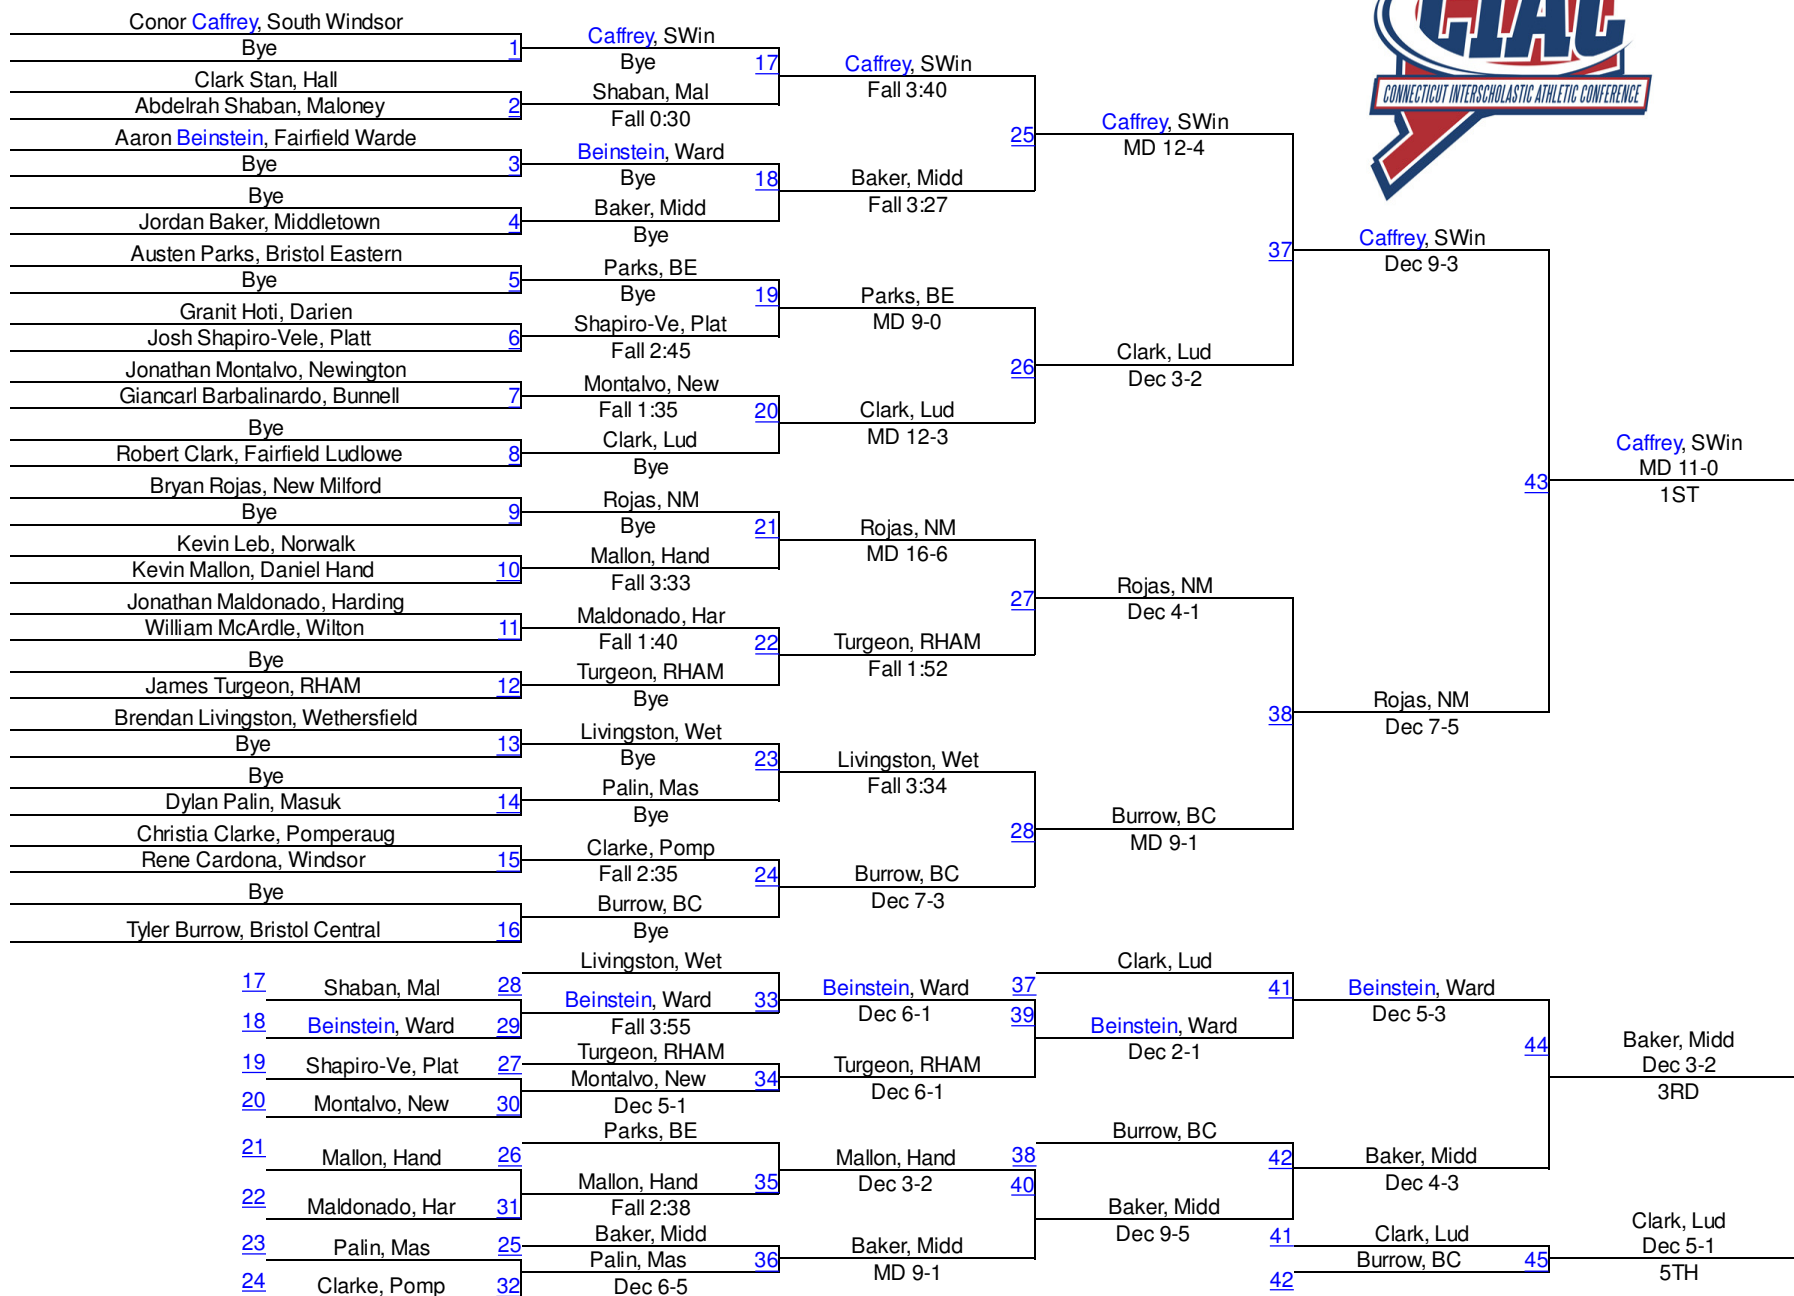 Conor Caffrey, South Windsor
Bye
1
Clark Stan, Hall
Abdelrah Shaban, Maloney
2
Aaron Beinstein, Fairfield Warde
Bye
3
Bye
Jordan Baker, Middletown
4
Austen Parks, Bristol Eastern
Bye
5
Granit Hoti, Darien
Josh Shapiro-Vele, Platt
6
Jonathan Montalvo, Newington
Giancarl Barbalinardo, Bunnell
7
Bye
Robert Clark, Fairfield Ludlowe
8
Bryan Rojas, New Milford
Bye
9
Kevin Leb, Norwalk
Kevin Mallon, Daniel Hand
10
Jonathan Maldonado, Harding
William McArdle, Wilton
11
Bye
James Turgeon, RHAM
12
Brendan Livingston, Wethersfield
Bye
13
Bye
Dylan Palin, Masuk
14
Christia Clarke, Pomperaug
Rene Cardona, Windsor
15
Bye
Tyler Burrow, Bristol Central
16
Caffrey, SWin
Bye
17
Shaban, Mal
Fall 0:30
Beinstein, Ward
Bye
18
Baker, Midd
Bye
Parks, BE
Bye
19
Shapiro-Ve, Plat
Fall 2:45
Montalvo, New
Fall 1:35
20
Clark, Lud
Bye
Rojas, NM
Bye
21
Mallon, Hand
Fall 3:33
Maldonado, Har
Fall 1:40
22
Turgeon, RHAM
Bye
Livingston, Wet
Bye
23
Palin, Mas
Bye
Clarke, Pomp
Fall 2:35
24
Burrow, BC
Bye
Caffrey, SWin
Fall 3:40
25
Baker, Midd
Fall 3:27
Parks, BE
MD 9-0
26
Clark, Lud
MD 12-3
Rojas, NM
MD 16-6
27
Turgeon, RHAM
Fall 1:52
Livingston, Wet
Fall 3:34
28
Burrow, BC
Dec 7-3
Caffrey, SWin
MD 12-4
37
Clark, Lud
Dec 3-2
Rojas, NM
Dec 4-1
38
Burrow, BC
MD 9-1
Caffrey, SWin
Dec 9-3
43
Rojas, NM
Dec 7-5
Caffrey, SWin
MD 11-0
1ST
CIAC
CONNECTICUT INTERSCHOLASTIC ATHLETIC CONFERENCE
17
Shaban, Mal
28
18
Beinstein, Ward
29
19
Shapiro-Ve, Plat
27
20
Montalvo, New
30
21
Mallon, Hand
26
22
Maldonado, Har
31
23
Palin, Mas
25
24
Clarke, Pomp
32
Livingston, Wet
Beinstein, Ward
33
Fall 3:55
Turgeon, RHAM
Montalvo, New
34
Dec 5-1
Parks, BE
Mallon, Hand
35
Fall 2:38
Baker, Midd
Palin, Mas
36
Dec 6-5
Beinstein, Ward
37
Dec 6-1
39
Turgeon, RHAM
Dec 6-1
Mallon, Hand
38
Dec 3-2
40
Baker, Midd
MD 9-1
Clark, Lud
41
Beinstein, Ward
Dec 2-1
Burrow, BC
42
Baker, Midd
Dec 9-5
Beinstein, Ward
Dec 5-3
44
Baker, Midd
Dec 4-3
Baker, Midd
Dec 3-2
3RD
41
Clark, Lud
Burrow, BC
45
42
Clark, Lud
Dec 5-1
5TH